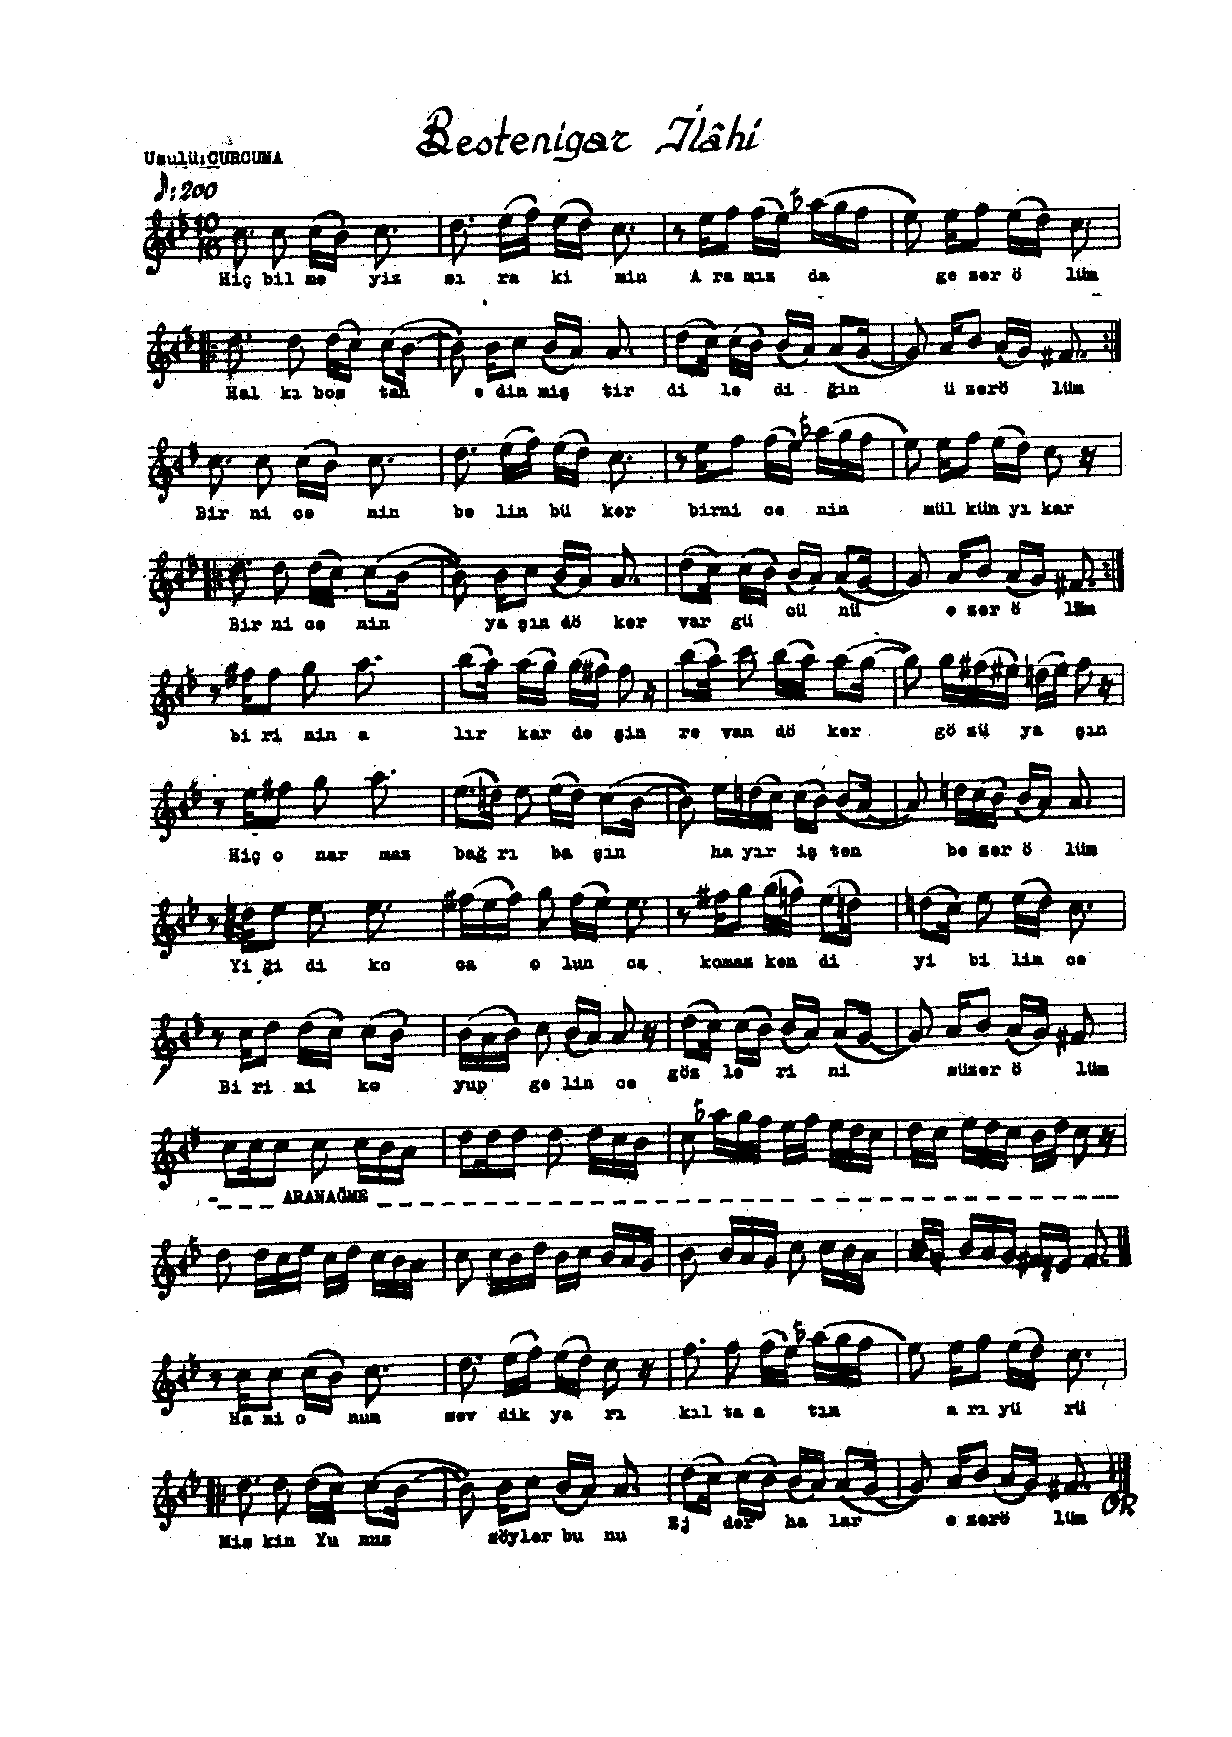 Bestenigar İlâhi
Usulü:CURCUNA
♪:200
10
16
Hiç bil me yiz sı ra ki min A ra mız da ge zer ö lüm
Hal kı bos tan e din miş tir di le di ğin ü zer ö lüm
Bir ni ce nin be lin bü ker bir ni ce nin mül kün yı kar
Bir ni ce nin ya şın dö ker var gü cü nü e zer ö lüm
bi ri nin a lır kar de şin re van dö ker gö zü ya şın
Hiç o nar maz bağ rı ba şın ha yır iş ten be zer ö lüm
Yi ği di ko ca o lun ca komaz ken di yi bi lin ce
Bi ri ni ko yup ge lin ce göz le ri ni süzer ö lüm
ARANAĞME
Ha ni o nun sev dik ya rı kıl ta a tın a rı yü rü
Mis kin Yu nus söyler bu nu Ej der ha lar e zer ö lüm
OR